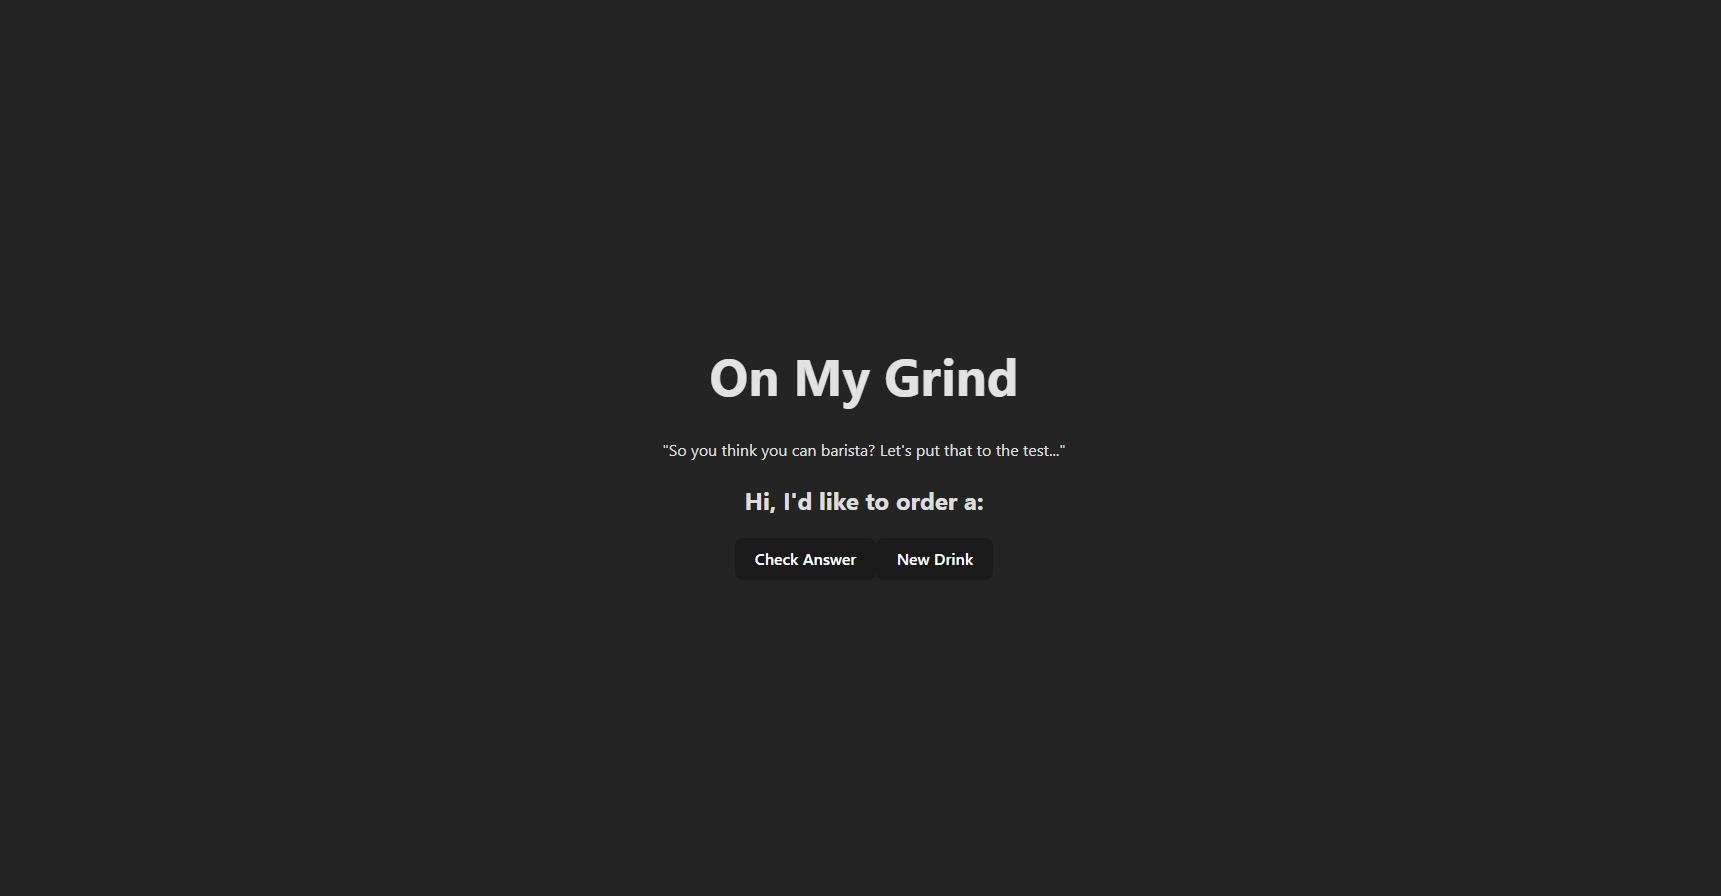 On My Grind
"So you think you can barista? Let's put that to the test..."
Hi, I'd like to order a:
Check Answer New Drink